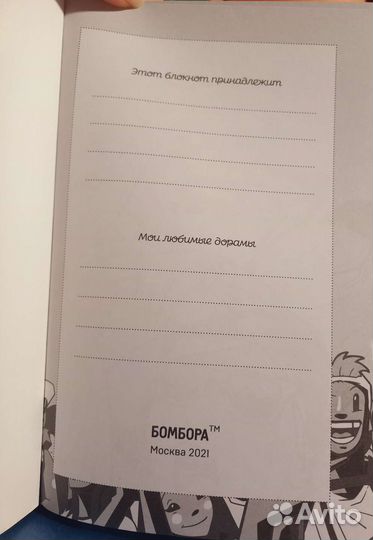 Этот блокнот принадлежит
Мои любимые дорамы
БОМБОРА™
Москва 2021
Avito